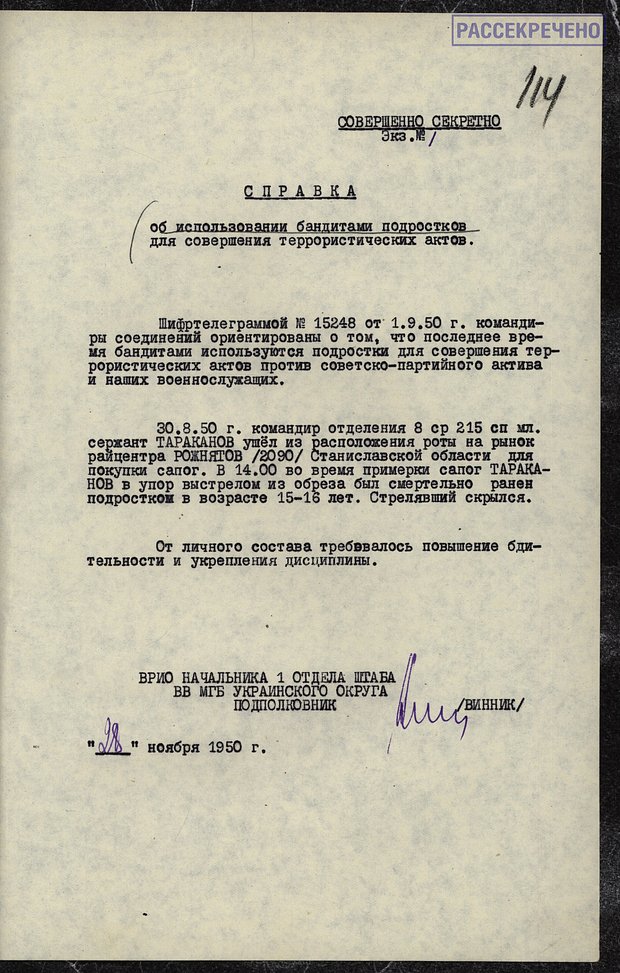 РАССЕКРЕЧЕНО
114
СОВЕРШЕННО СЕКРЕТНО
Экз.№ 1
С П Р А В К А
об использовании бандитами подростков
для совершения террористических актов.
Шифртелеграммой № 15248 от 1.9.50 г. команди-
ры соединений ориентированы о том, что последнее вре-
мя бандитами используются подростки для совершения тер-
рористических актов против советско-партийного актива
и наших военнослужащих.
30.8.50 г. командир отделения 8 ср 215 сп мл.
сержант ТАРАКАНОВ ушёл из расположения роты на рынок
райцентра РОЖНЯТОВ /2090/ Станиславской области для
покупки сапог. В 14.00 во время примерки сапог ТАРАКА-
НОВ в упор выстрелом из обреза был смертельно ранен
подростком в возрасте 15-16 лет. Стрелявший скрылся.
От личного состава требовалось повышение бди-
тельности и укрепления дисциплины.
ВРИО НАЧАЛЬНИКА 1 ОТДЕЛА ШТАБА
ВВ МГБ УКРАИНСКОГО ОКРУГА
ПОДПОЛКОВНИК /ВИННИК/
"28" ноября 1950 г.